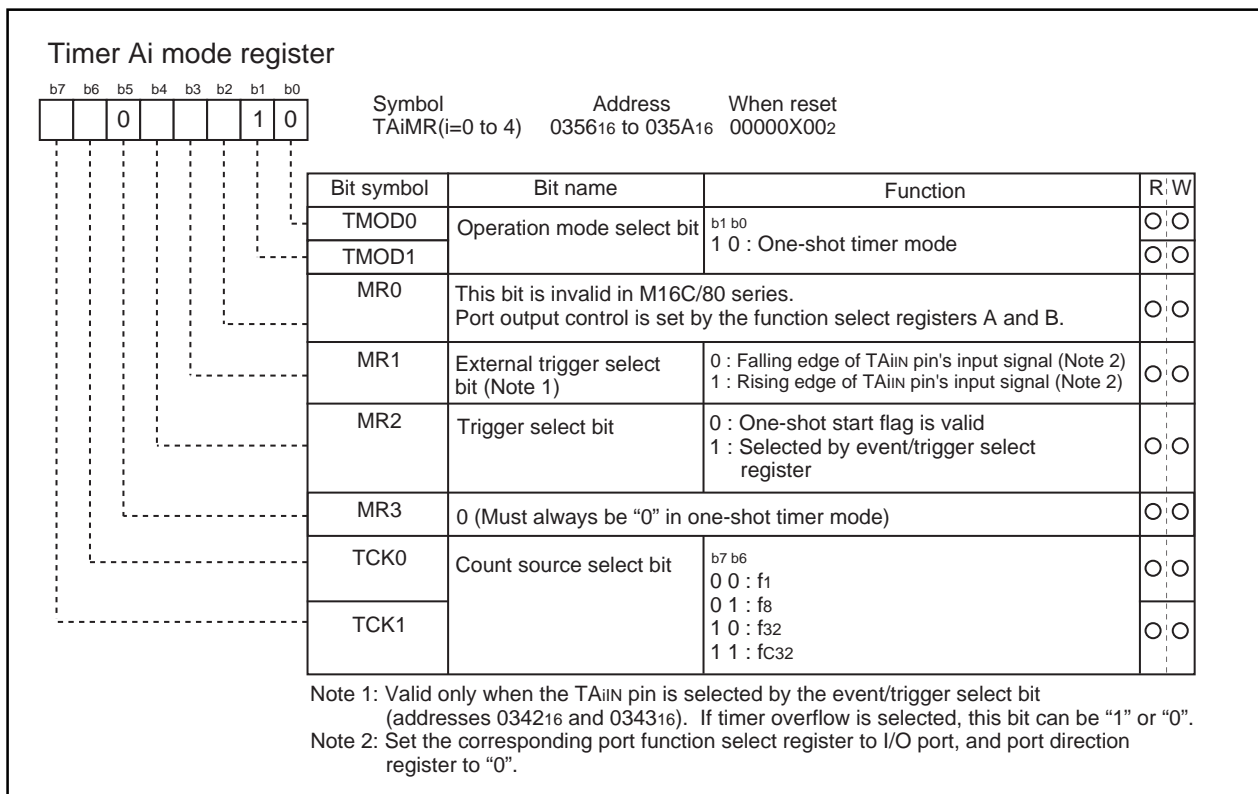 Timer Ai mode register
b7 b6 b5 b4 b3 b2 b1 b0
0 1 0
Symbol Address When reset
TAiMR(i=0 to 4) 035616 to 035A16 00000X002
Bit symbol Bit name Function R W
TMOD0 Operation mode select bit b1 b0
1 0 : One-shot timer mode
TMOD1
MR0 This bit is invalid in M16C/80 series.
Port output control is set by the function select registers A and B.
MR1 External trigger select bit (Note 1) 0 : Falling edge of TAiIN pin's input signal (Note 2)
1 : Rising edge of TAiIN pin's input signal (Note 2)
MR2 Trigger select bit 0 : One-shot start flag is valid
1 : Selected by event/trigger select
register
MR3 0 (Must always be “0” in one-shot timer mode)
TCK0 Count source select bit b7 b6
0 0 : f1
0 1 : f8
TCK1 1 0 : f32
1 1 : fC32
Note 1: Valid only when the TAiIN pin is selected by the event/trigger select bit
(addresses 034216 and 034316). If timer overflow is selected, this bit can be “1” or “0”.
Note 2: Set the corresponding port function select register to I/O port, and port direction
register to “0”.